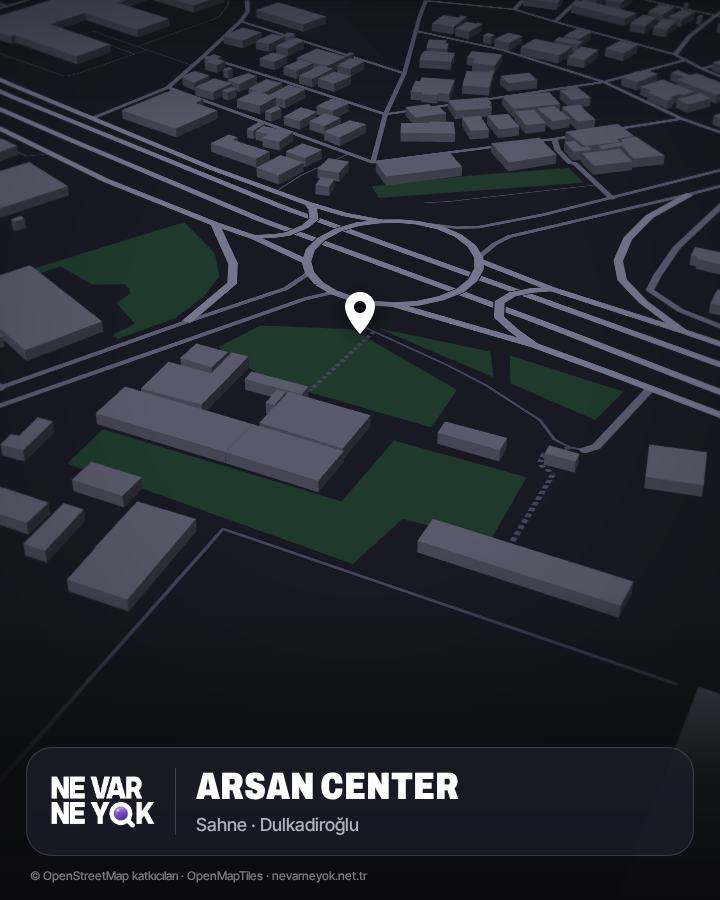 NE VAR
NE YOK
ARSAN CENTER
Sahne · Dulkadiroğlu
© OpenStreetMap katkıcıları · OpenMapTiles · nevarneyok.net.tr